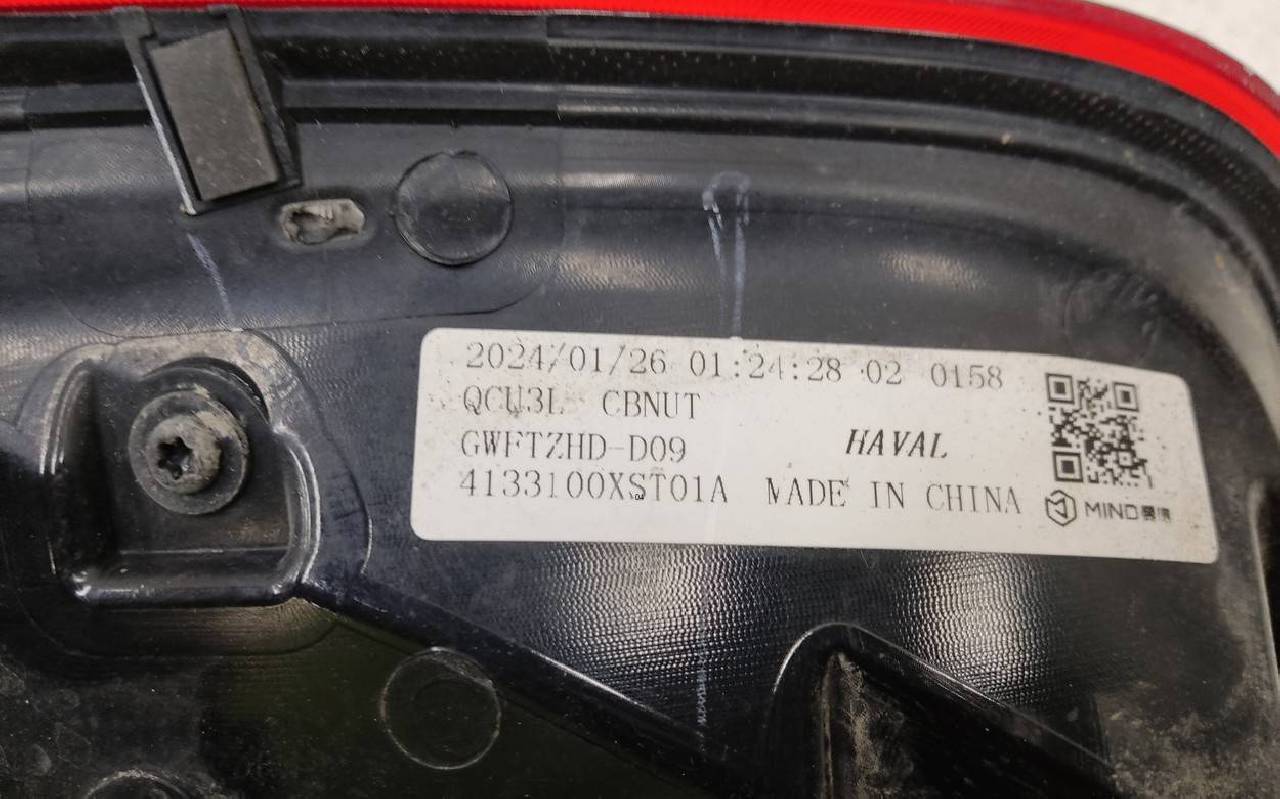 2024/01/26 01:24:28 02 0158
QCU3L CBNUT
GWFTZHD-D09 HAVAL
4133100XST01A MADE IN CHINA
MIND